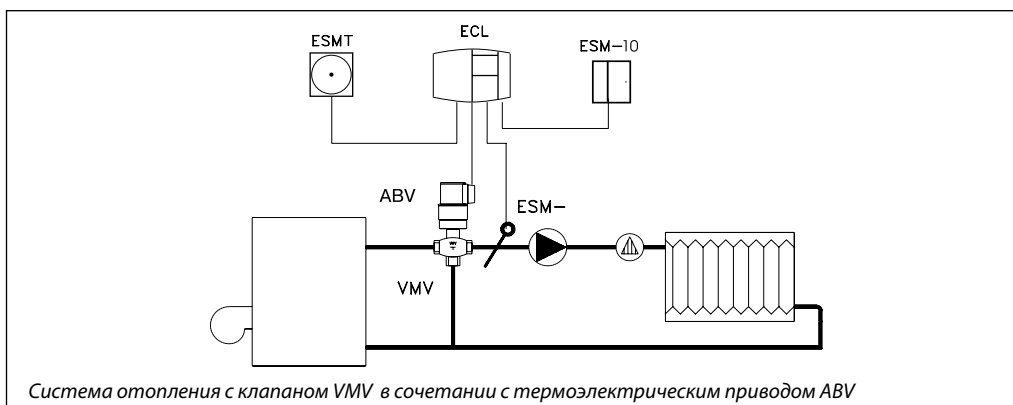 ESMT
ECL
ESM-10
ABV
ESM-
VMV
Система отопления с клапаном VMV в сочетании с термоэлектрическим приводом ABV